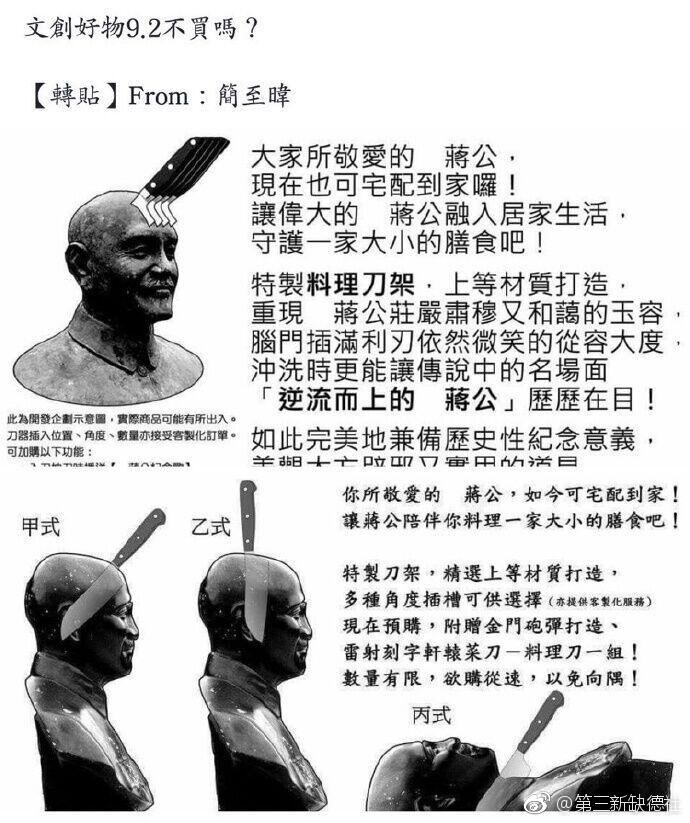 文創好物9.2不買嗎？
【轉貼】From：簡至暐
大家所敬愛的　蔣公，
現在也可宅配到家囉！
讓偉大的　蔣公融入居家生活，
守護一家大小的膳食吧！
特製料理刀架，上等材質打造，
重現　蔣公莊嚴肅穆又和藹的玉容，
腦門插滿利刃依然微笑的從容大度，
沖洗時更能讓傳說中的名場面
「逆流而上的　蔣公」歷歷在目！
如此完美地兼備歷史性紀念意義，
美觀大方辟邪又實用的道具
此為開發企劃示意圖，實際商品可能有所出入。
刀器插入位置、角度、數量亦接受客製化訂單。
可加購以下功能：
甲式
乙式
你所敬愛的　蔣公，如今可宅配到家！
讓蔣公陪伴你料理一家大小的膳食吧！
特製刀架，精選上等材質打造，
多種角度插槽可供選擇（亦提供客製化服務）
現在預購，附贈金門砲彈打造、
雷射刻字軒轅菜刀－料理刀一組！
數量有限，欲購從速，以免向隅！
丙式
@第三新缺德社